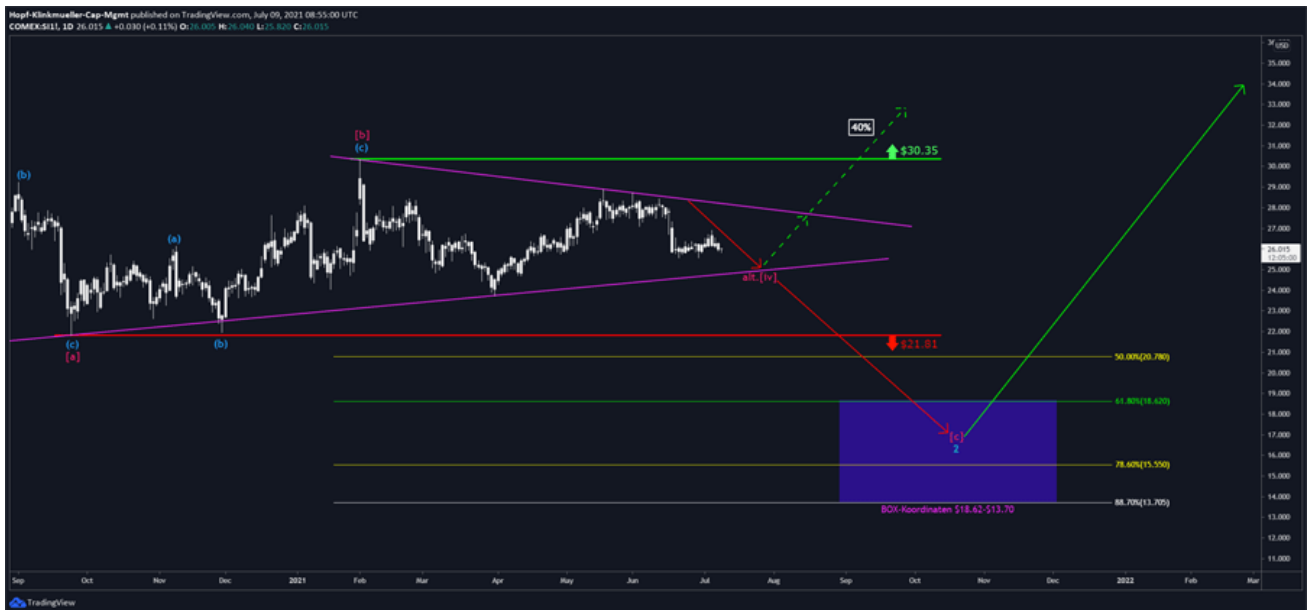 Hopf-Klinkmueller-Cap-Mgmt published on TradingView.com, July 09, 2021 08:55:00 UTC
COMEX:SI1!, 1D 26.015 ▲ +0.030 (+0.11%) O:26.005 H:26.040 L:25.820 C:26.015
USD
35.000
34.000
33.000
32.000
31.000
30.000
29.000
28.000
27.000
26.015
12:05:00
25.000
24.000
23.000
22.000
21.000
20.000
19.000
18.000
17.000
16.000
15.000
14.000
13.000
12.000
11.000
40%
[b]
(c)
$30.35
(b)
(a)
alt.[iv]
(c)
[a]
(b)
$21.81
50.00%(20.780)
61.80%(18.620)
[c]
2
78.60%(15.550)
88.70%(13.705)
BOX-Koordinaten $18.62-$13.70
Sep Oct Nov Dec 2021 Feb Mar Apr May Jun Jul Aug Sep Oct Nov Dec 2022 Feb Mar
TradingView